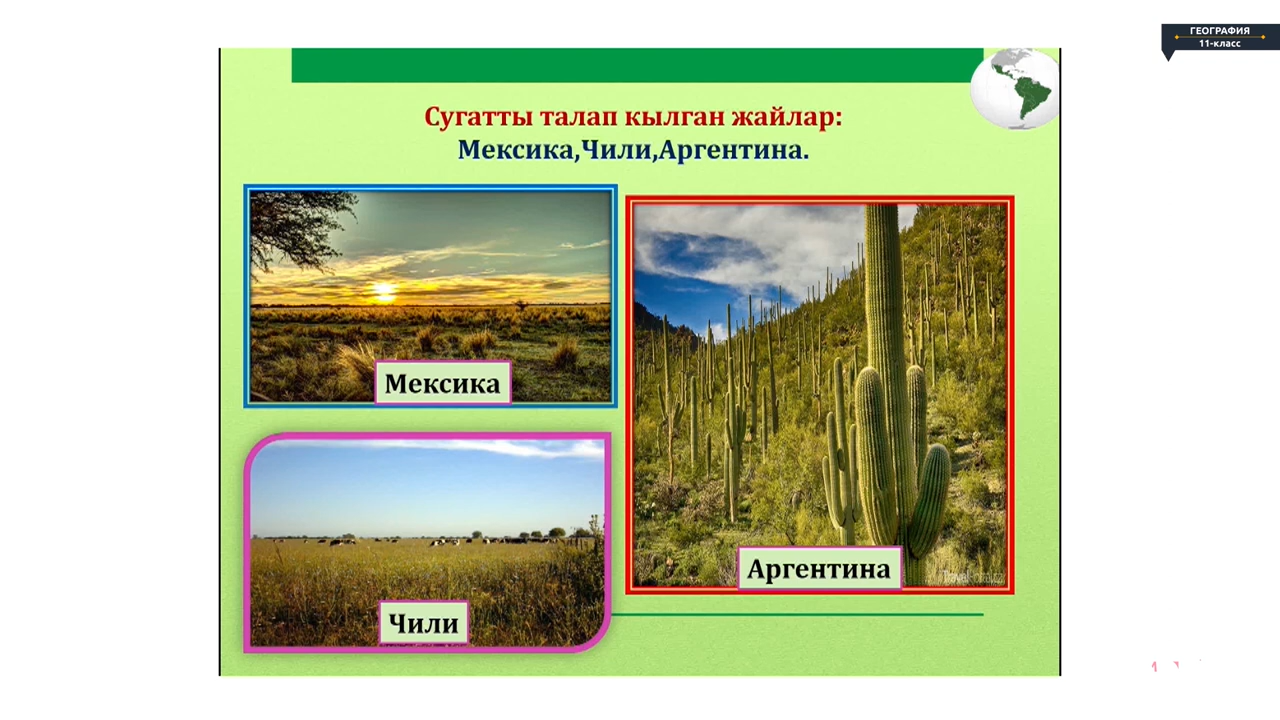 ГЕОГРАФИЯ
11-класс
Сугатты талап кылган жайлар:
Мексика,Чили,Аргентина.
Мексика
Аргентина
Чили